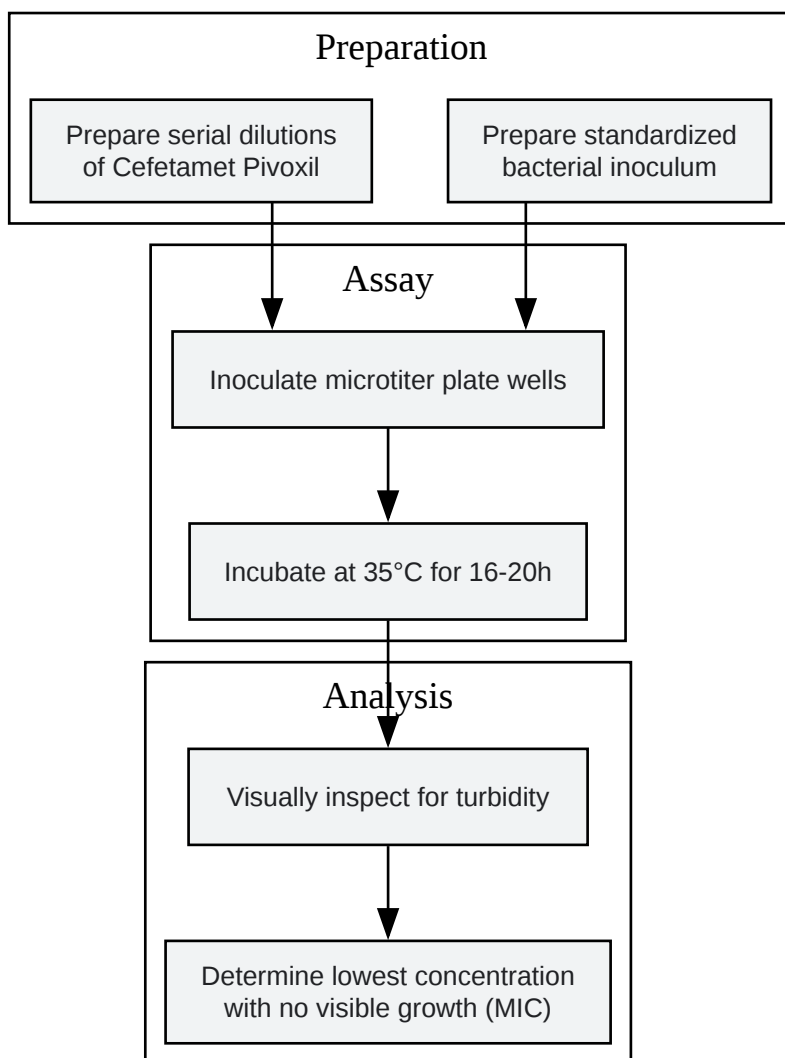 Preparation
Prepare serial dilutions
of Cefetamet Pivoxil
Prepare standardized
bacterial inoculum
Assay
Inoculate microtiter plate wells
Incubate at 35°C for 16-20h
Analysis
Visually inspect for turbidity
Determine lowest concentration
with no visible growth (MIC)